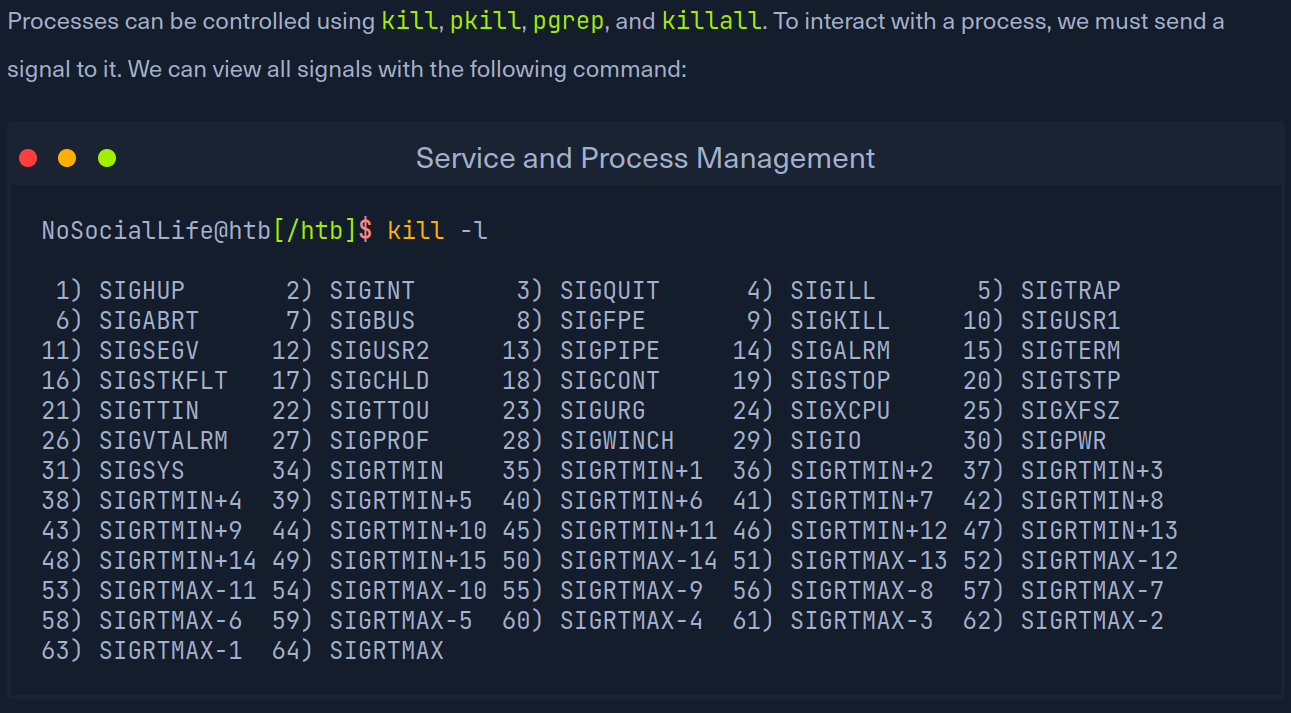 Processes can be controlled using kill, pkill, pgrep, and killall. To interact with a process, we must send a
signal to it. We can view all signals with the following command:
Service and Process Management
NoSocialLife@htb[/htb]$ kill -l
 1) SIGHUP       2) SIGINT       3) SIGQUIT      4) SIGILL       5) SIGTRAP
 6) SIGABRT      7) SIGBUS       8) SIGFPE       9) SIGKILL     10) SIGUSR1
11) SIGSEGV     12) SIGUSR2     13) SIGPIPE     14) SIGALRM     15) SIGTERM
16) SIGSTKFLT   17) SIGCHLD     18) SIGCONT     19) SIGSTOP     20) SIGTSTP
21) SIGTTIN     22) SIGTTOU     23) SIGURG      24) SIGXCPU     25) SIGXFSZ
26) SIGVTALRM   27) SIGPROF     28) SIGWINCH    29) SIGIO       30) SIGPWR
31) SIGSYS      34) SIGRTMIN    35) SIGRTMIN+1  36) SIGRTMIN+2  37) SIGRTMIN+3
38) SIGRTMIN+4  39) SIGRTMIN+5  40) SIGRTMIN+6  41) SIGRTMIN+7  42) SIGRTMIN+8
43) SIGRTMIN+9  44) SIGRTMIN+10 45) SIGRTMIN+11 46) SIGRTMIN+12 47) SIGRTMIN+13
48) SIGRTMIN+14 49) SIGRTMIN+15 50) SIGRTMAX-14 51) SIGRTMAX-13 52) SIGRTMAX-12
53) SIGRTMAX-11 54) SIGRTMAX-10 55) SIGRTMAX-9  56) SIGRTMAX-8  57) SIGRTMAX-7
58) SIGRTMAX-6  59) SIGRTMAX-5  60) SIGRTMAX-4  61) SIGRTMAX-3  62) SIGRTMAX-2
63) SIGRTMAX-1  64) SIGRTMAX